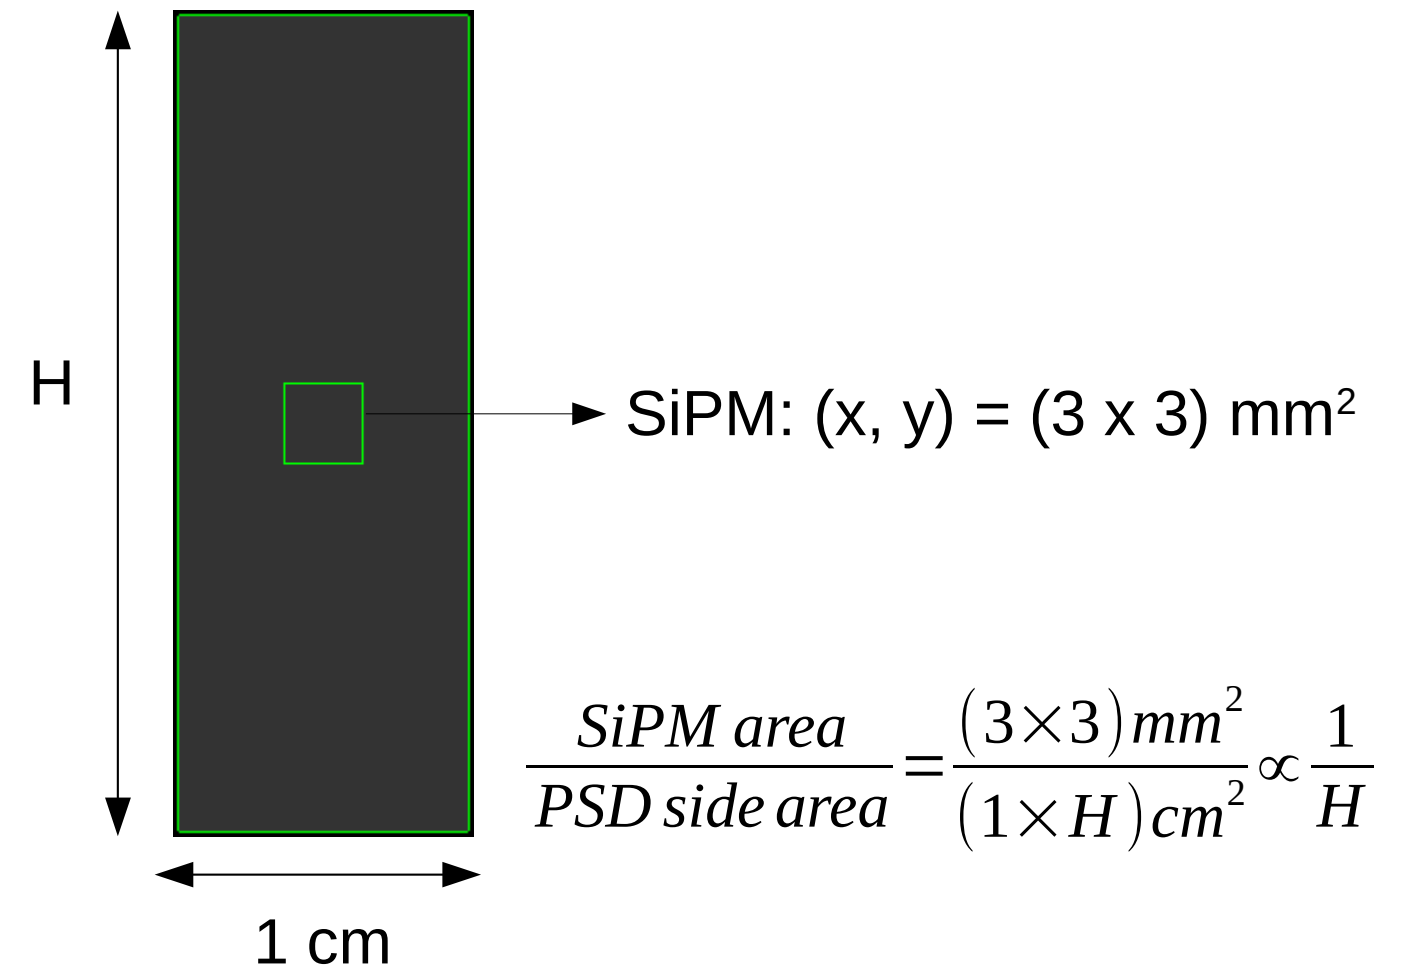 H
SiPM: (x, y) = (3 x 3) mm²
SiPM area / PSD side area = (3×3) mm² / (1×H) cm² ∝ 1 / H
1 cm